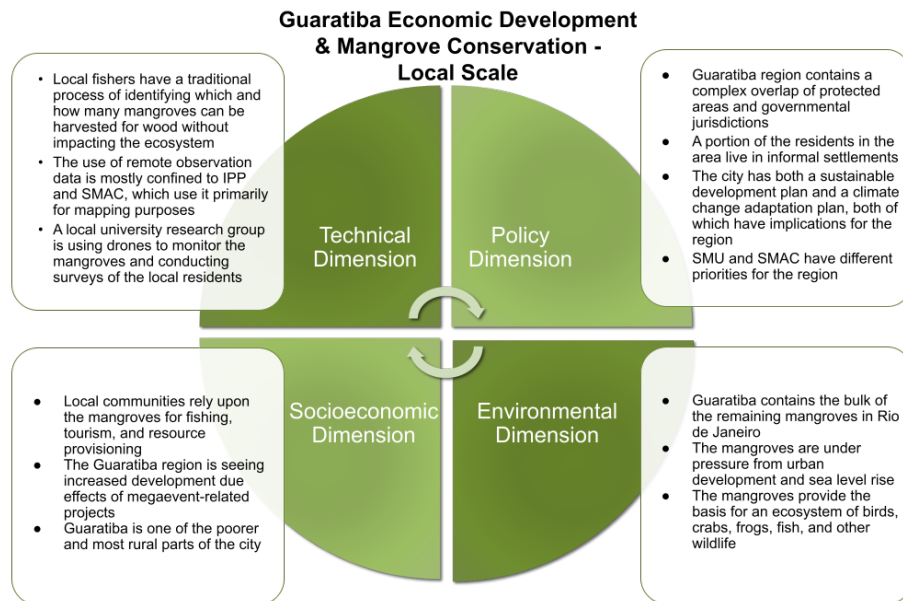 Guaratiba Economic Development
& Mangrove Conservation -
Local Scale
• Local fishers have a traditional
process of identifying which and
how many mangroves can be
harvested for wood without
impacting the ecosystem
• The use of remote observation
data is mostly confined to IPP
and SMAC, which use it primarily
for mapping purposes
• A local university research group
is using drones to monitor the
mangroves and conducting
surveys of the local residents
Technical
Dimension
● Guaratiba region contains a
complex overlap of protected
areas and governmental
jurisdictions
● A portion of the residents in the
area live in informal settlements
● The city has both a sustainable
development plan and a climate
change adaptation plan, both of
which have implications for the
region
● SMU and SMAC have different
priorities for the region
Policy
Dimension
● Local communities rely upon
the mangroves for fishing,
tourism, and resource
provisioning
● The Guaratiba region is seeing
increased development due
effects of megaevent-related
projects
● Guaratiba is one of the poorer
and most rural parts of the city
Socioeconomic
Dimension
● Guaratiba contains the bulk of
the remaining mangroves in Rio
de Janeiro
● The mangroves are under
pressure from urban
development and sea level rise
● The mangroves provide the
basis for an ecosystem of birds,
crabs, frogs, fish, and other
wildlife
Environmental
Dimension